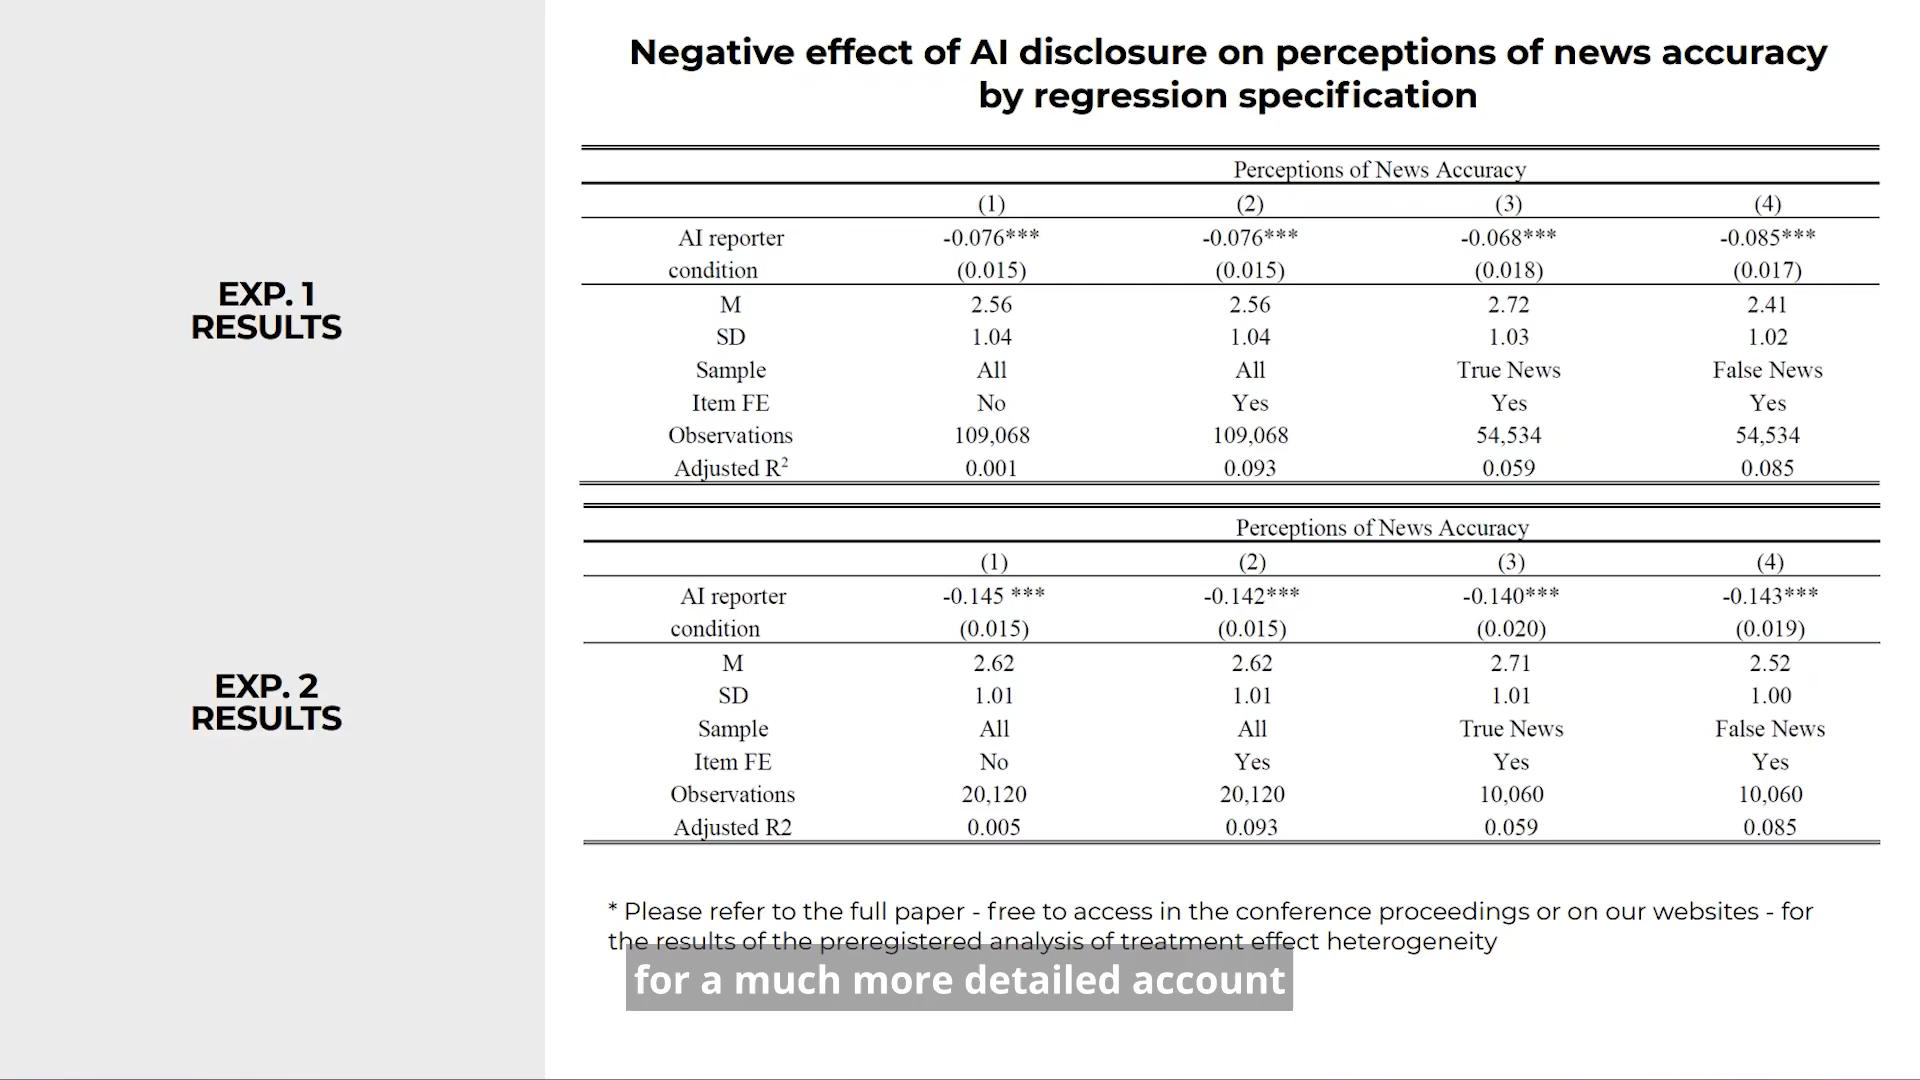 Negative effect of AI disclosure on perceptions of news accuracy
by regression specification
EXP. 1
RESULTS
Perceptions of News Accuracy
(1) (2) (3) (4)
AI reporter -0.076*** -0.076*** -0.068*** -0.085***
condition (0.015) (0.015) (0.018) (0.017)
M 2.56 2.56 2.72 2.41
SD 1.04 1.04 1.03 1.02
Sample All All True News False News
Item FE No Yes Yes Yes
Observations 109,068 109,068 54,534 54,534
Adjusted R² 0.001 0.093 0.059 0.085
EXP. 2
RESULTS
Perceptions of News Accuracy
(1) (2) (3) (4)
AI reporter -0.145 *** -0.142*** -0.140*** -0.143***
condition (0.015) (0.015) (0.020) (0.019)
M 2.62 2.62 2.71 2.52
SD 1.01 1.01 1.01 1.00
Sample All All True News False News
Item FE No Yes Yes Yes
Observations 20,120 20,120 10,060 10,060
Adjusted R2 0.005 0.093 0.059 0.085
* Please refer to the full paper - free to access in the conference proceedings or on our websites - for
the results of the preregistered analysis of treatment effect heterogeneity
for a much more detailed account